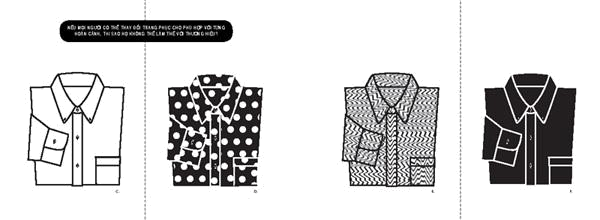 NẾU MỌI NGƯỜI CÓ THỂ THAY ĐỔI TRANG PHỤC CHO PHÙ HỢP VỚI TỪNG
HOÀN CẢNH, THÌ SAO HỌ KHÔNG THỂ LÀM THẾ VỚI THƯƠNG HIỆU?
C. D. E. F.